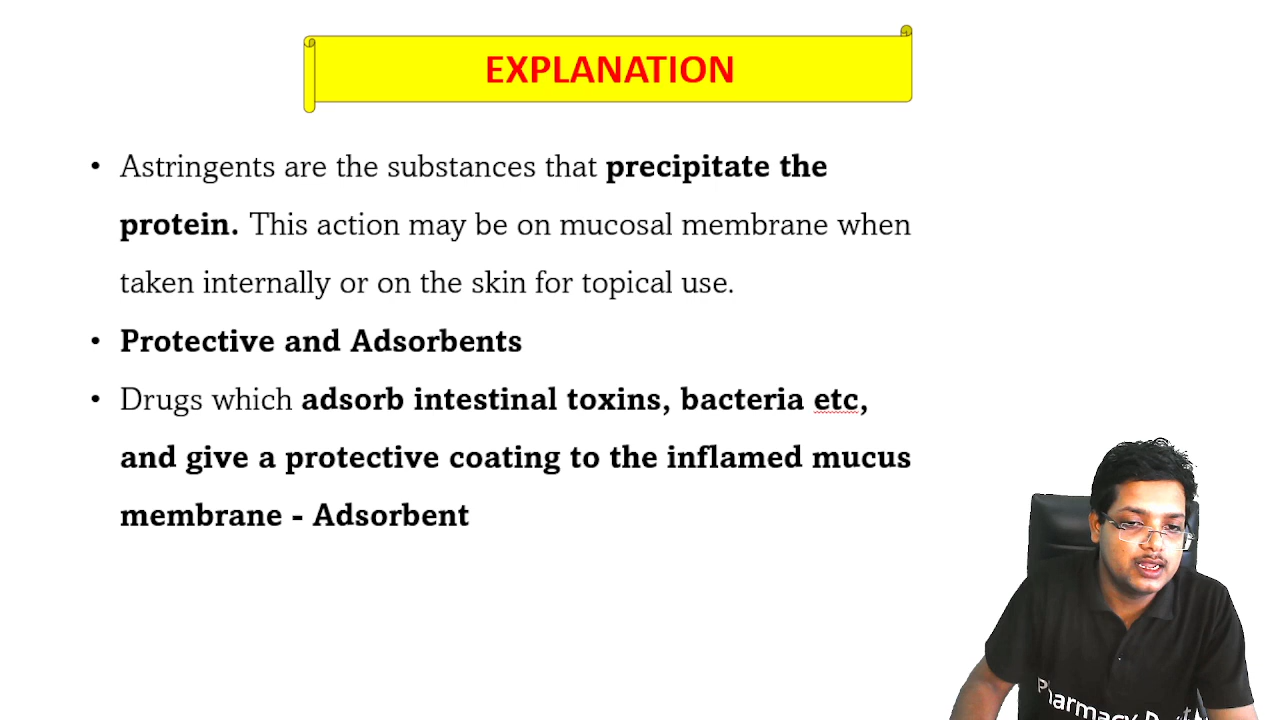 EXPLANATION
• Astringents are the substances that precipitate the
protein. This action may be on mucosal membrane when
taken internally or on the skin for topical use.
• Protective and Adsorbents
• Drugs which adsorb intestinal toxins, bacteria etc,
and give a protective coating to the inflamed mucus
membrane - Adsorbent
Pharmacy